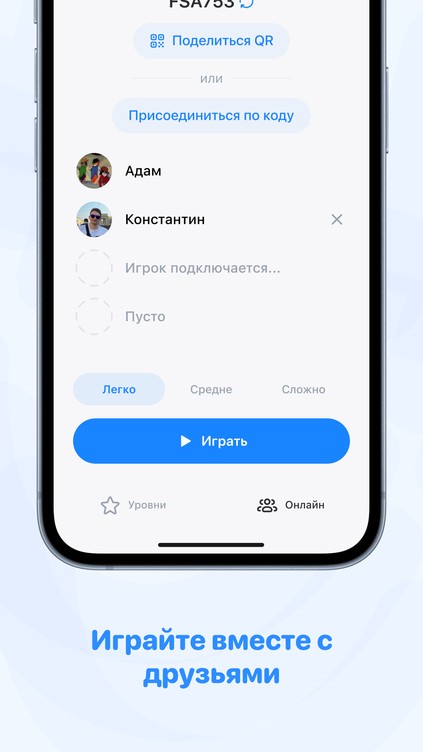 FSA753
Поделиться QR
или
Присоединиться по коду
Адам
Константин
Игрок подключается...
Пусто
Легко Средне Сложно
Играть
Уровни Онлайн
Играйте вместе с
друзьями